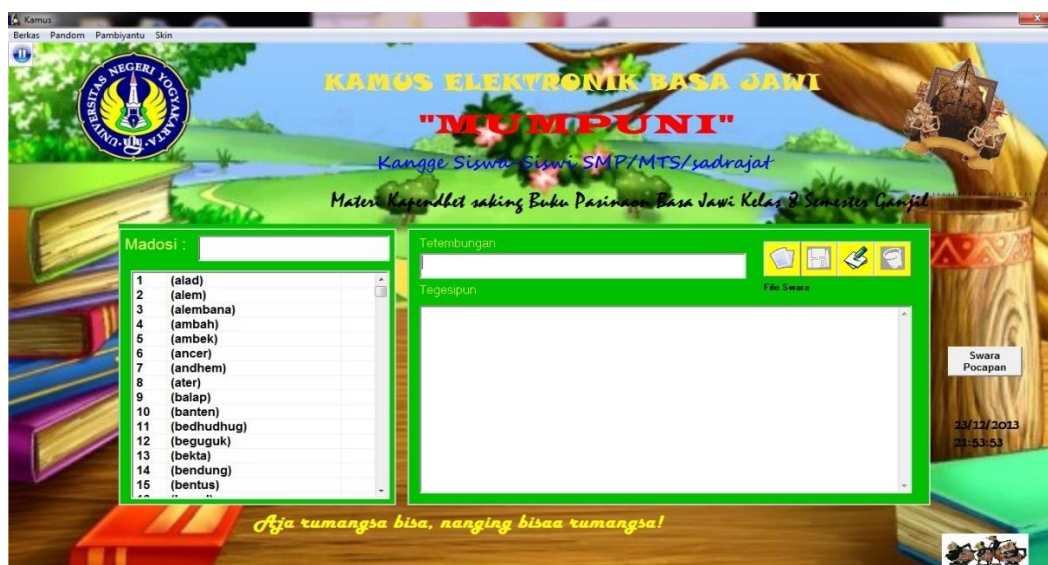 Kamus
Berkas Pandom Pambiyantu Skin
UNIVERSITAS NEGERI YOGYAKARTA
KAMUS ELEKTRONIK BASA JAWI
"MUMPUNI"
Kangge Siswa-Siswi SMP/MTS/sadrajat
Materi Kapendhet saking Buku Pasinaon Basa Jawi Kelas 8 Semester Ganjil
Madosi :
1 (alad)
2 (alem)
3 (alembana)
4 (ambah)
5 (ambek)
6 (ancer)
7 (andhem)
8 (ater)
9 (balap)
10 (banten)
11 (bedhudhug)
12 (beguguk)
13 (bekta)
14 (bendung)
15 (bentus)
Tetembungan
Tegesipun
File Swara
Swara
Pocapan
23/12/2013
21:53:53
Aja rumangsa bisa, nanging bisaa rumangsa!